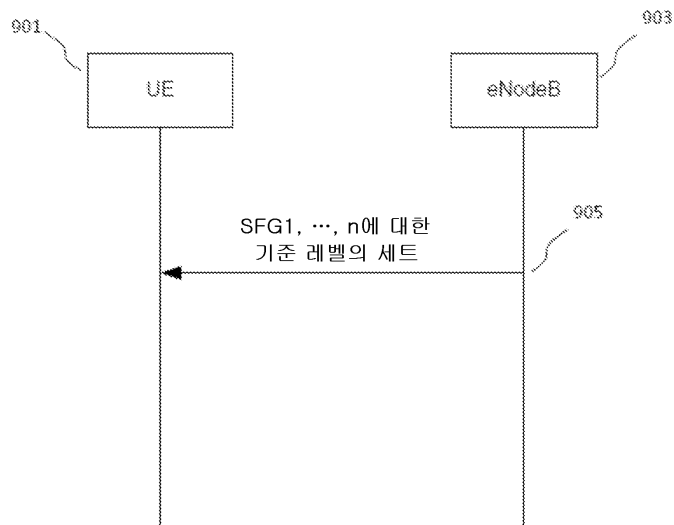 901
903
UE
eNodeB
905
SFG1, ···, n에 대한
기준 레벨의 세트